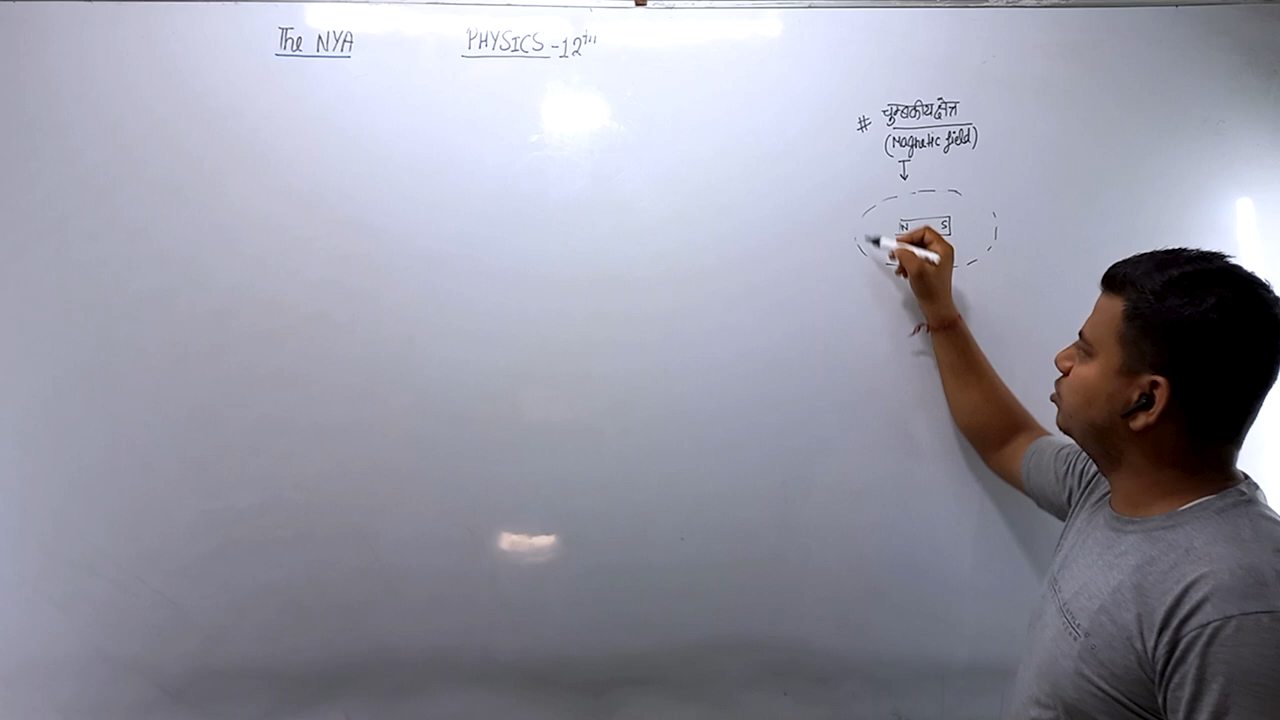 The NYA PHYSICS-12th
# चुम्बकीय क्षेत्र
(Magnetic field)
N S